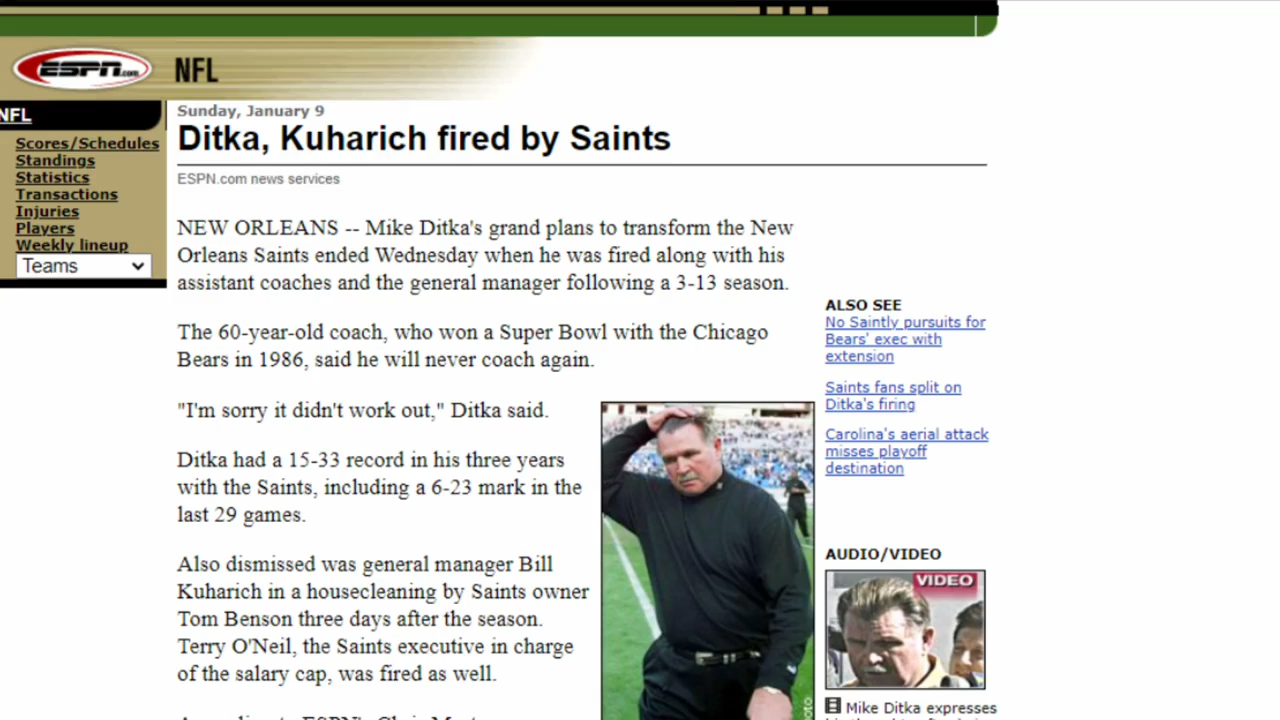 ESPN.com
NFL
NFL
Scores/Schedules
Standings
Statistics
Transactions
Injuries
Players
Weekly lineup
Teams
Sunday, January 9
Ditka, Kuharich fired by Saints
ESPN.com news services
NEW ORLEANS -- Mike Ditka's grand plans to transform the New
Orleans Saints ended Wednesday when he was fired along with his
assistant coaches and the general manager following a 3-13 season.
The 60-year-old coach, who won a Super Bowl with the Chicago
Bears in 1986, said he will never coach again.
"I'm sorry it didn't work out," Ditka said.
Ditka had a 15-33 record in his three years
with the Saints, including a 6-23 mark in the
last 29 games.
Also dismissed was general manager Bill
Kuharich in a housecleaning by Saints owner
Tom Benson three days after the season.
Terry O'Neil, the Saints executive in charge
of the salary cap, was fired as well.
ALSO SEE
No Saintly pursuits for
Bears' exec with
extension
Saints fans split on
Ditka's firing
Carolina's aerial attack
misses playoff
destination
AUDIO/VIDEO
VIDEO
Mike Ditka expresses